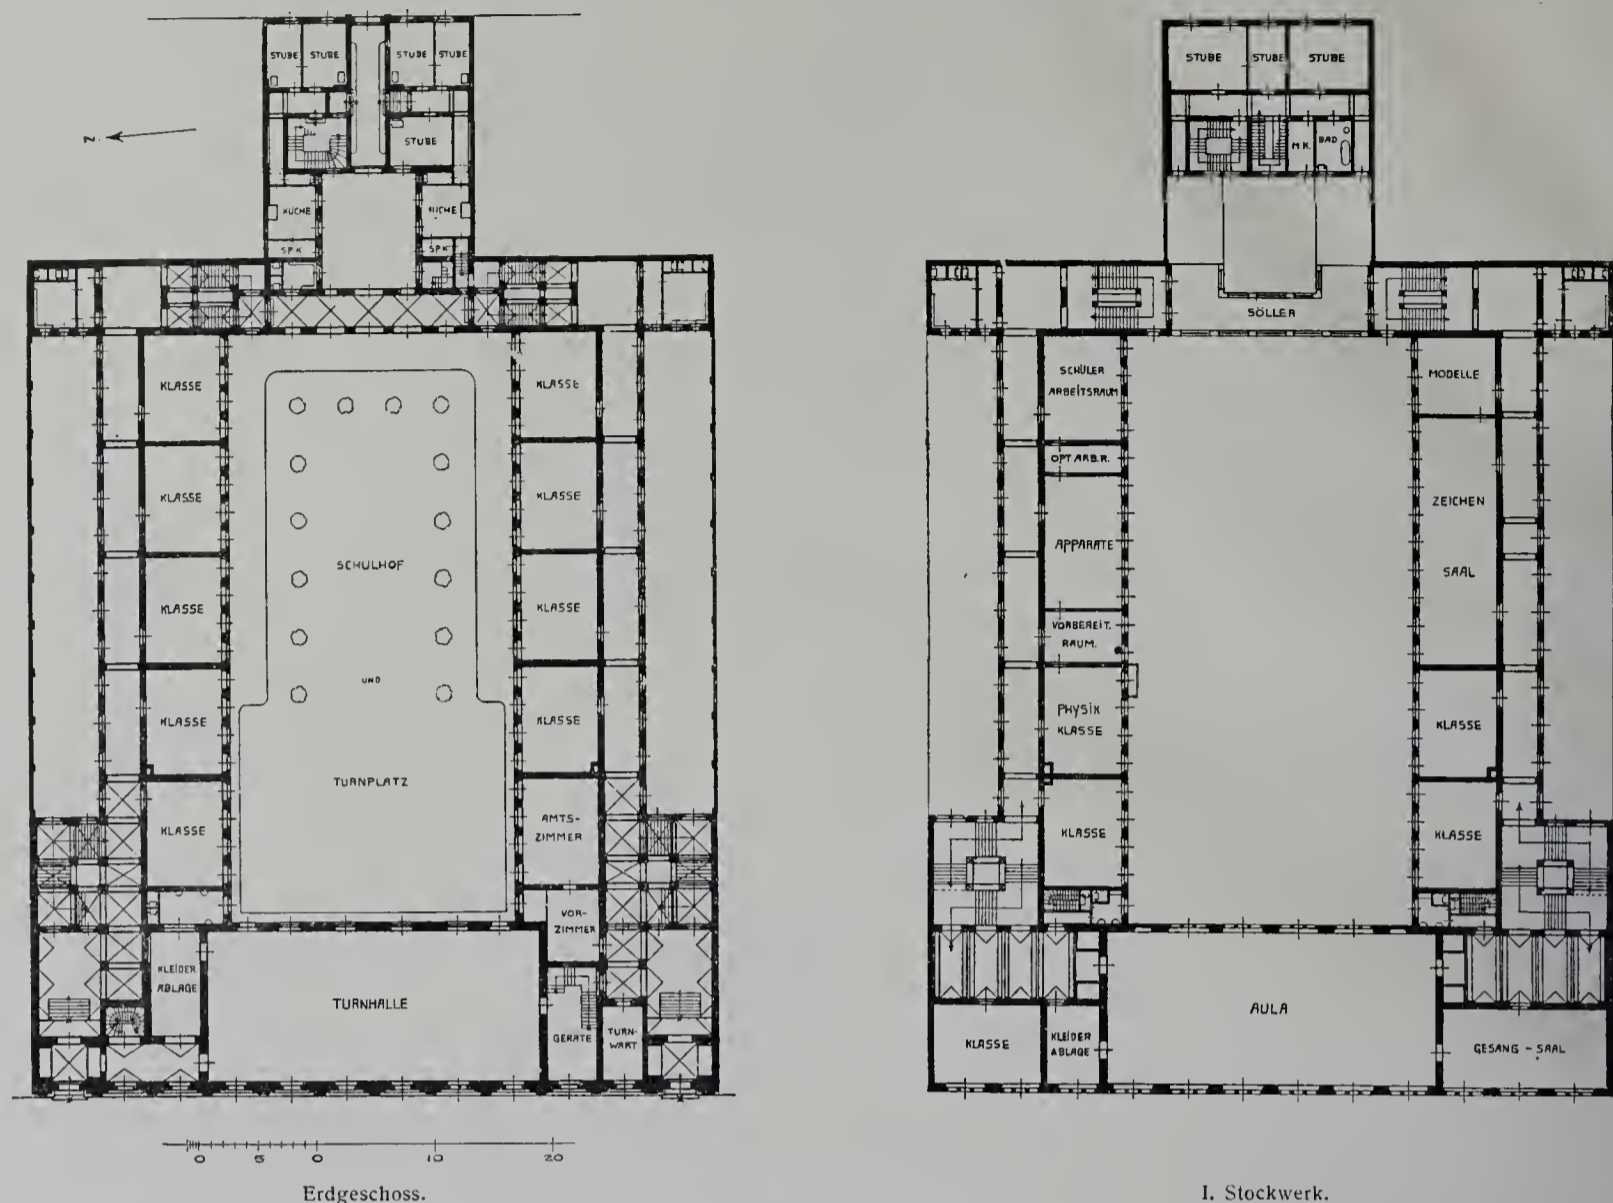 STUBE STUBE STUBE STUBE
STUBE
KÜCHE KÜCHE
SPK SPK
N
KLASSE KLASSE
KLASSE KLASSE
SCHULHOF
KLASSE KLASSE
UND
KLASSE KLASSE
TURNPLATZ
KLASSE
AMTS-
ZIMMER
VOR-
ZIMMER
KLEIDER
ABLAGE
TURNHALLE
GERÄTE
TURN-
WART
0 5 0 10 20
Erdgeschoss.
STUBE STUBE STUBE
M.K. BAD
SÖLLER
SCHÜLER
ARBEITSRAUM
MODELLE
OPT ARB.R.
ZEICHEN
SAAL
APPARATE
VORBEREIT.
RAUM.
PHYSIK
KLASSE
KLASSE
KLASSE
KLASSE
AULA
KLASSE
KLEIDER
ABLAGE
GESANG - SAAL
I. Stockwerk.